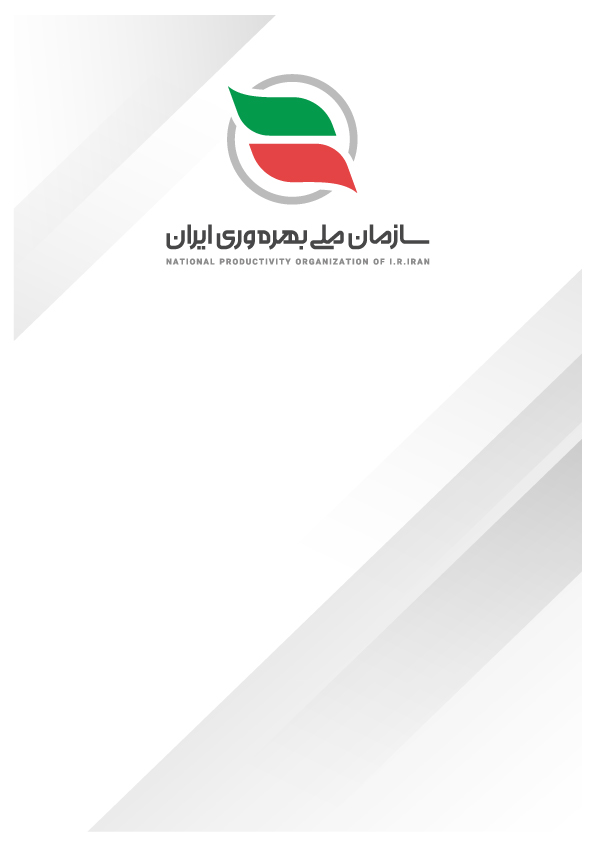 سازمان ملی بهره‌وری ایران
NATIONAL PRODUCTIVITY ORGANIZATION OF I.R.IRAN